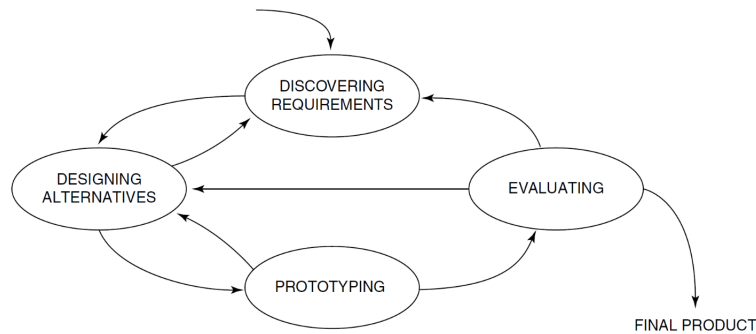 DISCOVERING
REQUIREMENTS
DESIGNING
ALTERNATIVES
EVALUATING
PROTOTYPING
FINAL PRODUCT